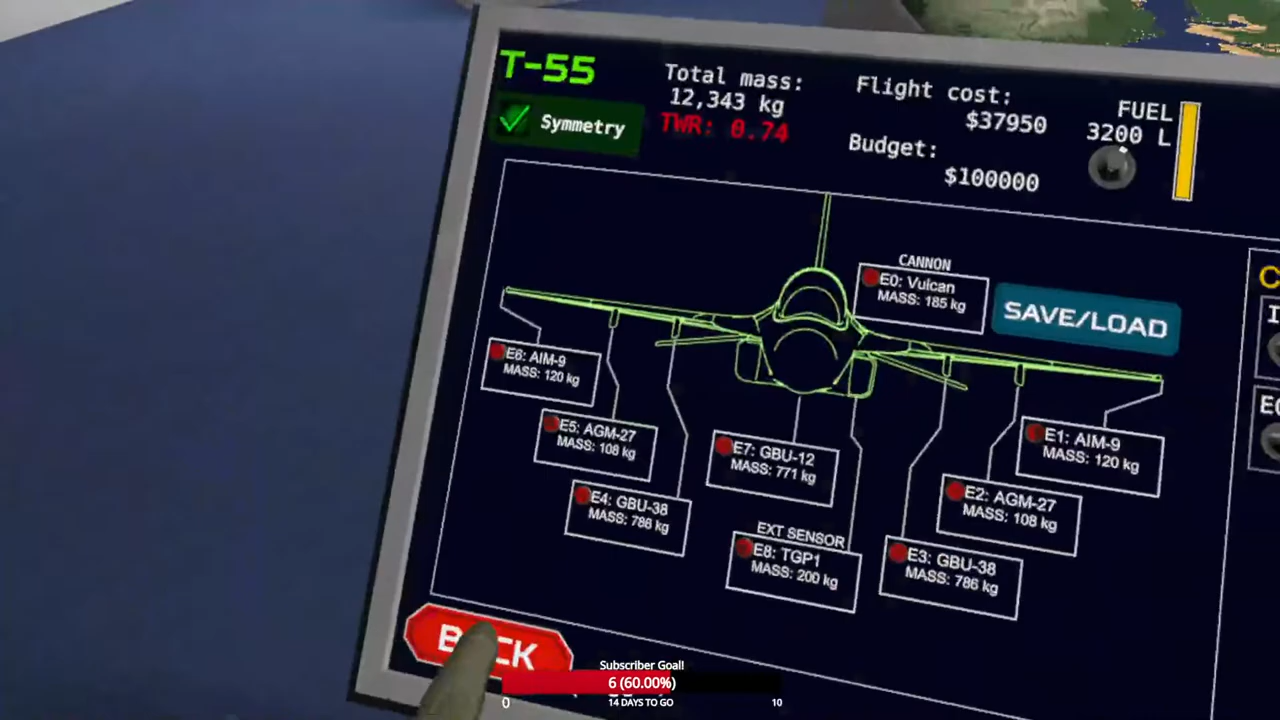 T-55
Symmetry
Total mass:
12,343 kg
TWR: 0.74
Flight cost:
$37950
Budget:
$100000
FUEL
3200 L
CANNON
E0: Vulcan
MASS: 185 kg
SAVE/LOAD
E6: AIM-9
MASS: 120 kg
E5: AGM-27
MASS: 108 kg
E4: GBU-38
MASS: 786 kg
E7: GBU-12
MASS: 771 kg
EXT SENSOR
E8: TGP1
MASS: 200 kg
E1: AIM-9
MASS: 120 kg
E2: AGM-27
MASS: 108 kg
E3: GBU-38
MASS: 786 kg
BACK
Subscriber Goal!
6 (60.00%)
0
14 DAYS TO GO
10